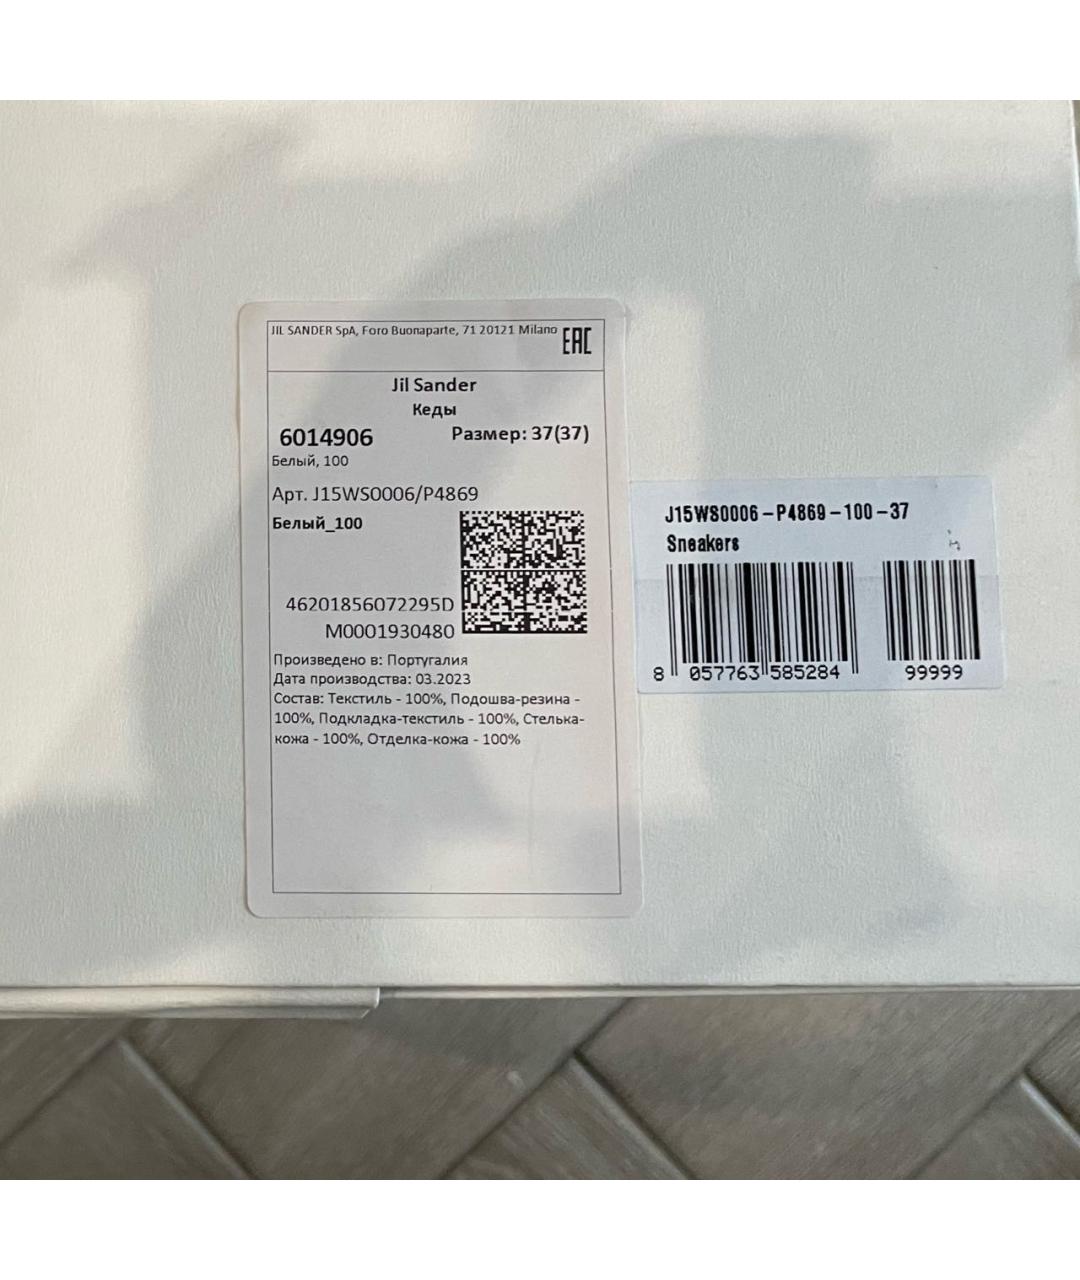 JIL SANDER SpA, Foro Buonaparte, 71 20121 Milano
EAC
Jil Sander
Кеды
6014906
Размер: 37(37)
Белый, 100
Арт. J15WS0006/P4869
Белый_100
46201856072295D
M0001930480
Произведено в: Португалия
Дата производства: 03.2023
Состав: Текстиль - 100%, Подошва-резина -
100%, Подкладка-текстиль - 100%, Стелька-
кожа - 100%, Отделка-кожа - 100%
J15WS0006-P4869-100-37
Sneakers
8 057763 585284
99999